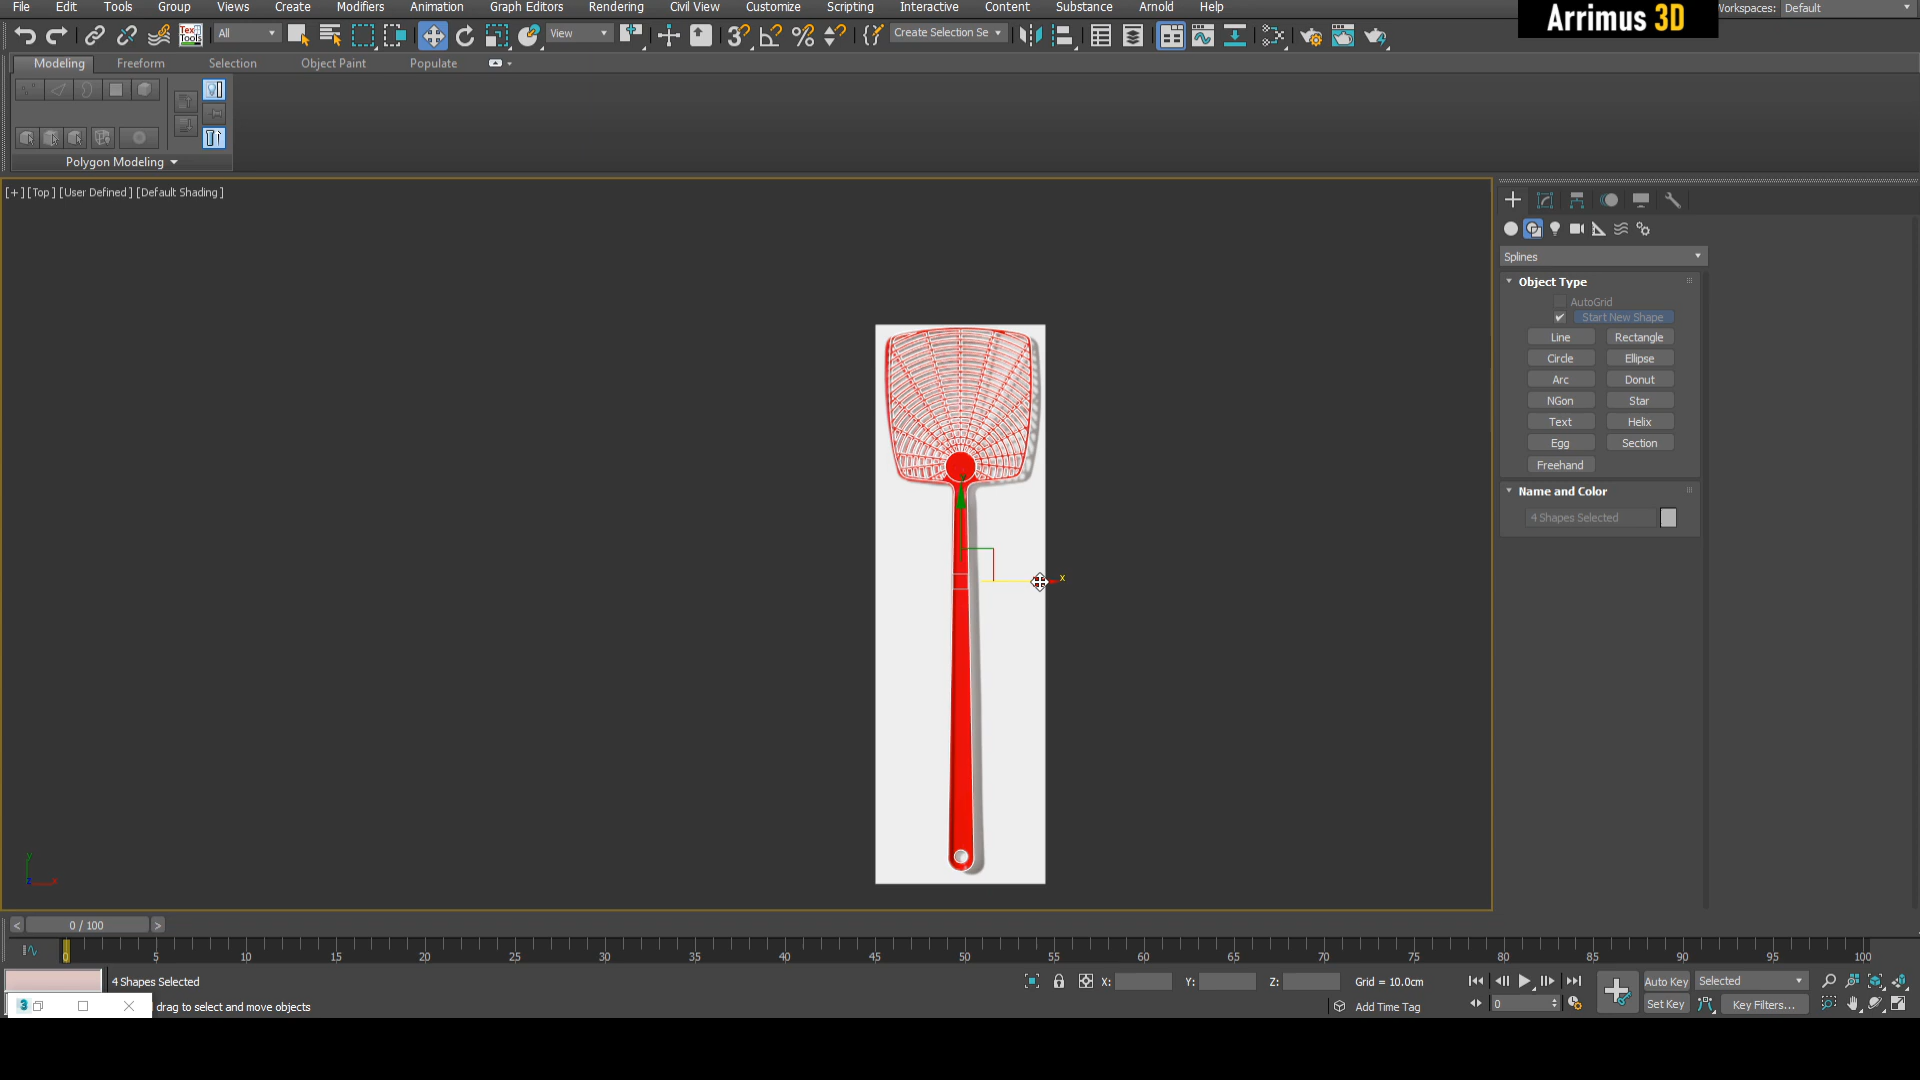 File Edit Tools Group Views Create Modifiers Animation Graph Editors Rendering Civil View Customize Scripting Interactive Content Substance Arnold Help
Arrimus 3D
Workspaces: Default
All
View
Create Selection Se
Modeling Freeform Selection Object Paint Populate
Polygon Modeling
[+] [Top] [User Defined] [Default Shading]
x
y
Splines
Object Type
AutoGrid
Start New Shape
Line Rectangle
Circle Ellipse
Arc Donut
NGon Star
Text Helix
Egg Section
Freehand
Name and Color
4 Shapes Selected
< 0 / 100 >
0 5 10 15 20 25 30 35 40 45 50 55 60 65 70 75 80 85 90 95 100
4 Shapes Selected
X: Y: Z: Grid = 10.0cm
Auto Key Selected
3 drag to select and move objects
Add Time Tag
0
Set Key Key Filters...